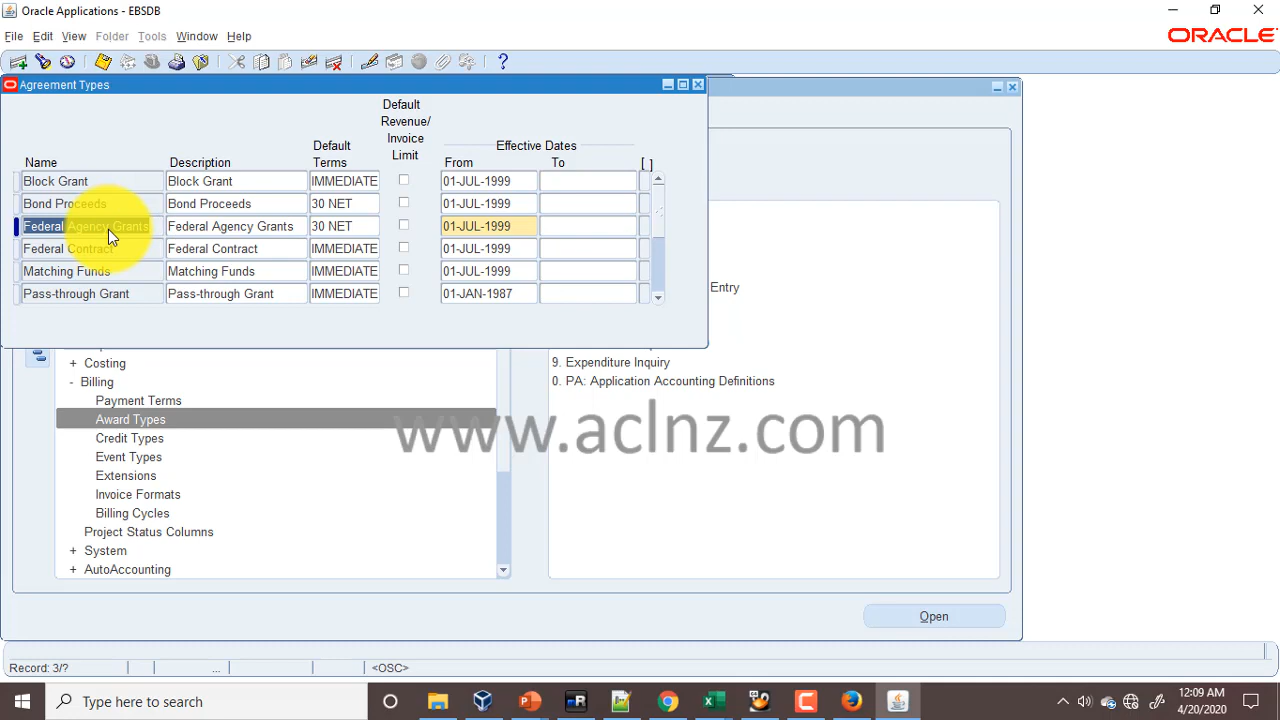 Oracle Applications - EBSDB
File Edit View Folder Tools Window Help
ORACLE
Agreement Types
Default
Revenue/
Invoice
Limit
Default
Terms
Effective Dates
Name Description From To [ ]
Block Grant Block Grant IMMEDIATE 01-JUL-1999
Bond Proceeds Bond Proceeds 30 NET 01-JUL-1999
Federal Agency Grants Federal Agency Grants 30 NET 01-JUL-1999
Federal Contract Federal Contract IMMEDIATE 01-JUL-1999
Matching Funds Matching Funds IMMEDIATE 01-JUL-1999
Pass-through Grant Pass-through Grant IMMEDIATE 01-JAN-1987
Entry
+ Costing
- Billing
Payment Terms
Award Types
Credit Types
Event Types
Extensions
Invoice Formats
Billing Cycles
Project Status Columns
+ System
+ AutoAccounting
9. Expenditure Inquiry
0. PA: Application Accounting Definitions
www.aclnz.com
Open
Record: 3/? ... <OSC>
Type here to search
12:09 AM
4/20/2020